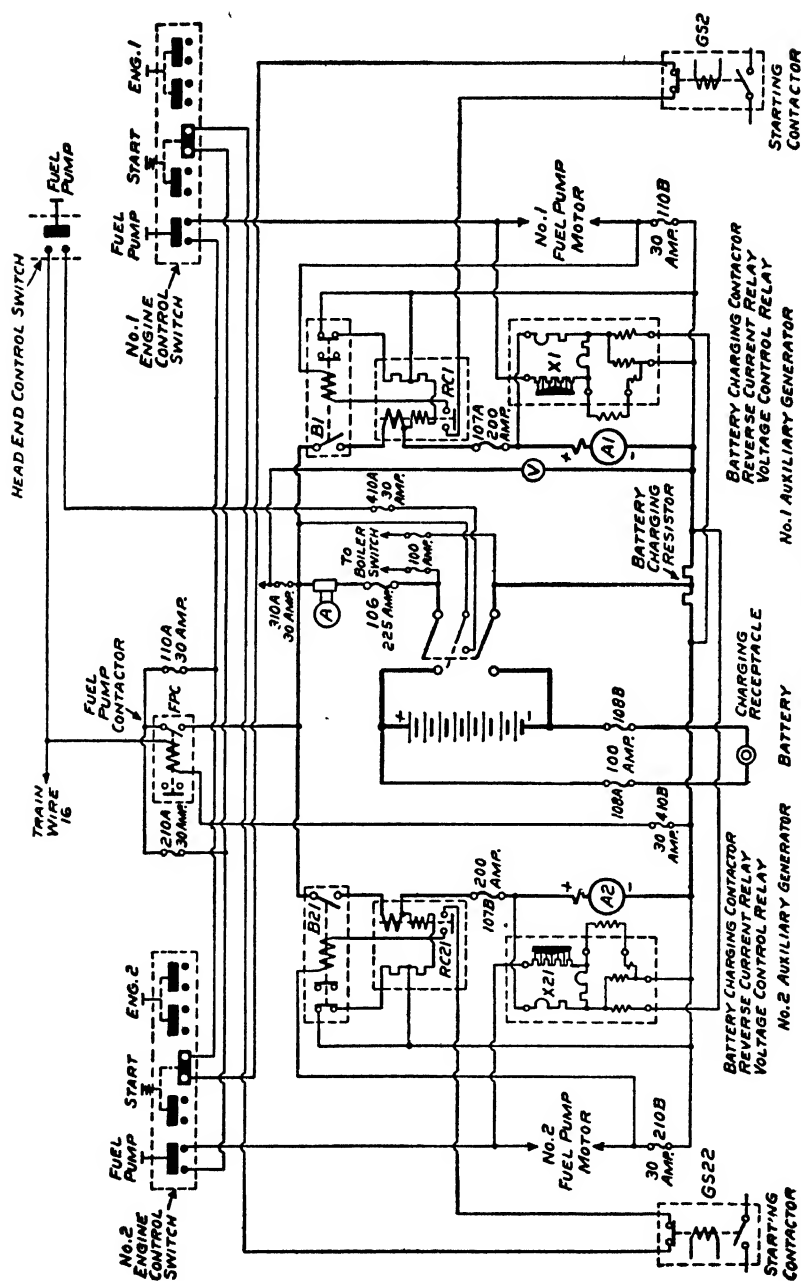 HEAD END CONTROL SWITCH
FUEL
PUMP
No.1
ENGINE
CONTROL
SWITCH
FUEL
PUMP
START
ENG.1
TRAIN
WIRE
16
FUEL PUMP
CONTACTOR
210A
30 AMP.
FPC
110A
30 AMP.
No.2
ENGINE
CONTROL
SWITCH
FUEL
PUMP
START
ENG.2
310A
30 AMP.
A
106
225 AMP.
TO
BOILER
SWITCH
100
AMP.
410A
30
AMP.
B1
RC1
107A
200
AMP.
X1
A1
+
-
V
No.1
FUEL PUMP
MOTOR
30
AMP.
110B
GS2
STARTING
CONTACTOR
BATTERY CHARGING CONTACTOR
REVERSE CURRENT RELAY
VOLTAGE CONTROL RELAY
No.1 AUXILIARY GENERATOR
BATTERY
CHARGING
RESISTOR
+
-
108A
100
AMP.
108B
CHARGING
RECEPTACLE
BATTERY
30
AMP.
410B
B21
RC21
107B
200
AMP.
X21
A2
+
-
BATTERY CHARGING CONTACTOR
REVERSE CURRENT RELAY
VOLTAGE CONTROL RELAY
No.2 AUXILIARY GENERATOR
No.2
FUEL PUMP
MOTOR
30
AMP.
210B
GS22
STARTING
CONTACTOR